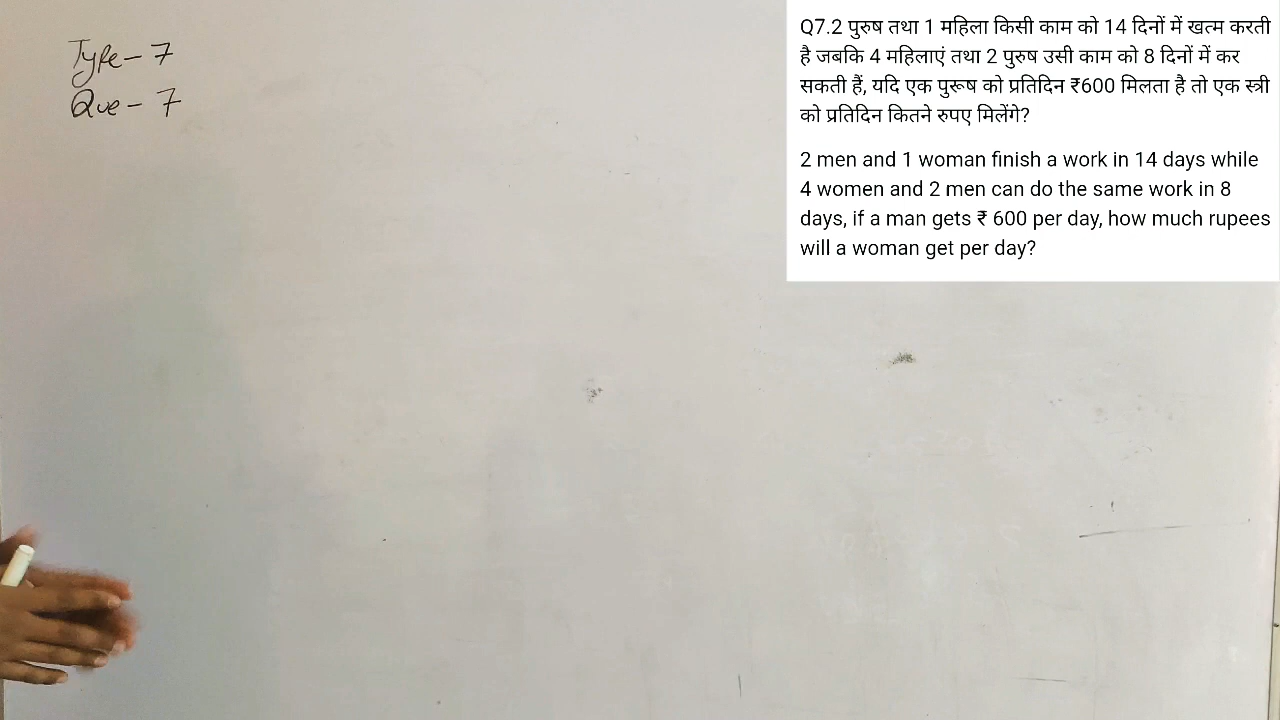 Type - 7
Que - 7
Q7.2 पुरुष तथा 1 महिला किसी काम को 14 दिनों में खत्म करती
है जबकि 4 महिलाएं तथा 2 पुरुष उसी काम को 8 दिनों में कर
सकती हैं, यदि एक पुरूष को प्रतिदिन ₹600 मिलता है तो एक स्त्री
को प्रतिदिन कितने रुपए मिलेंगे?
2 men and 1 woman finish a work in 14 days while
4 women and 2 men can do the same work in 8
days, if a man gets ₹ 600 per day, how much rupees
will a woman get per day?